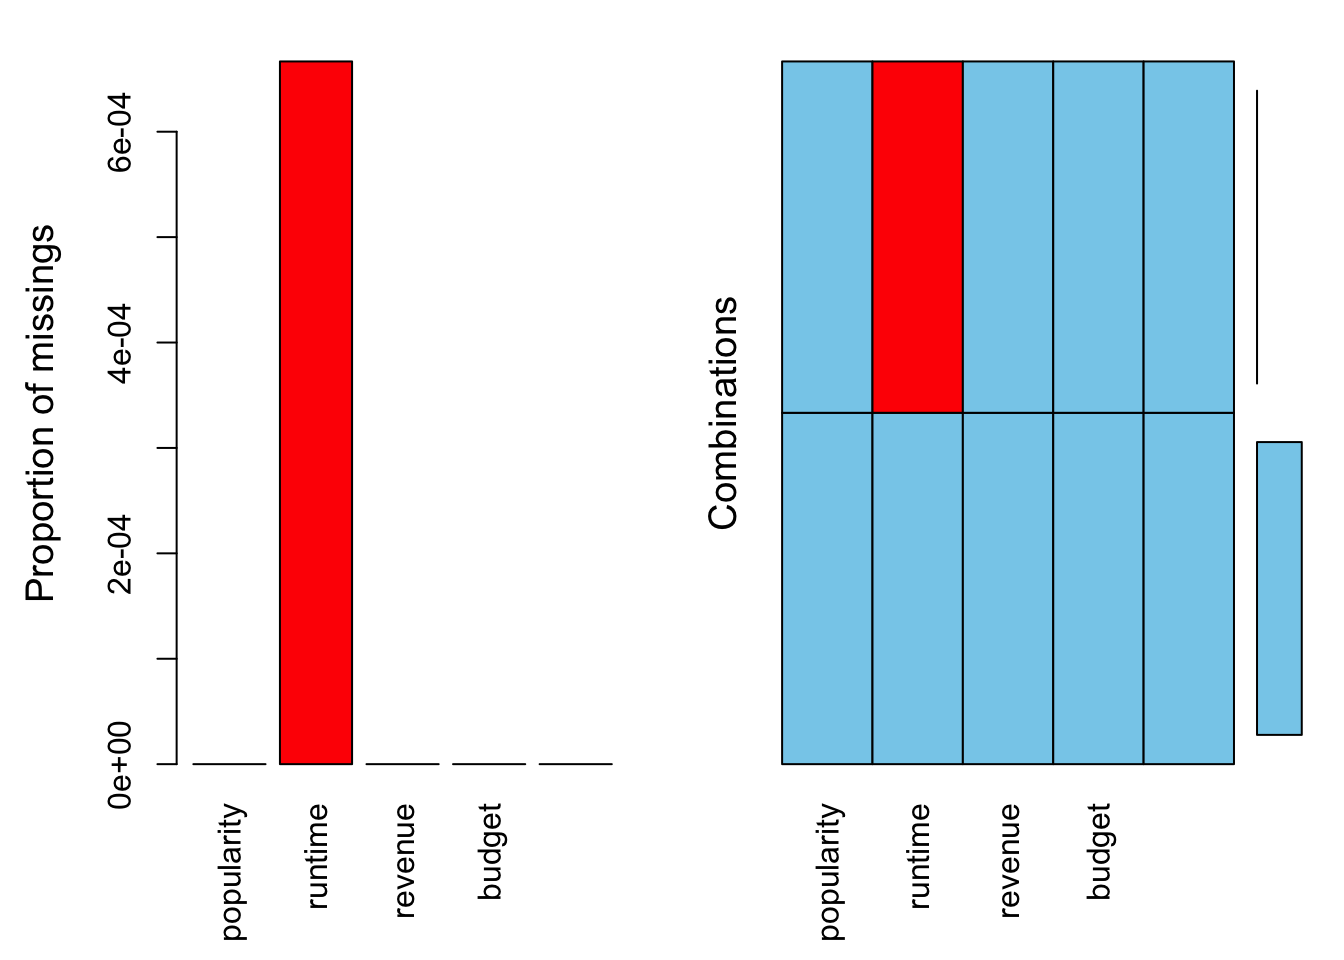 Proportion of missings
0e+00 2e-04 4e-04 6e-04
popularity
runtime
revenue
budget
Combinations
popularity
runtime
revenue
budget